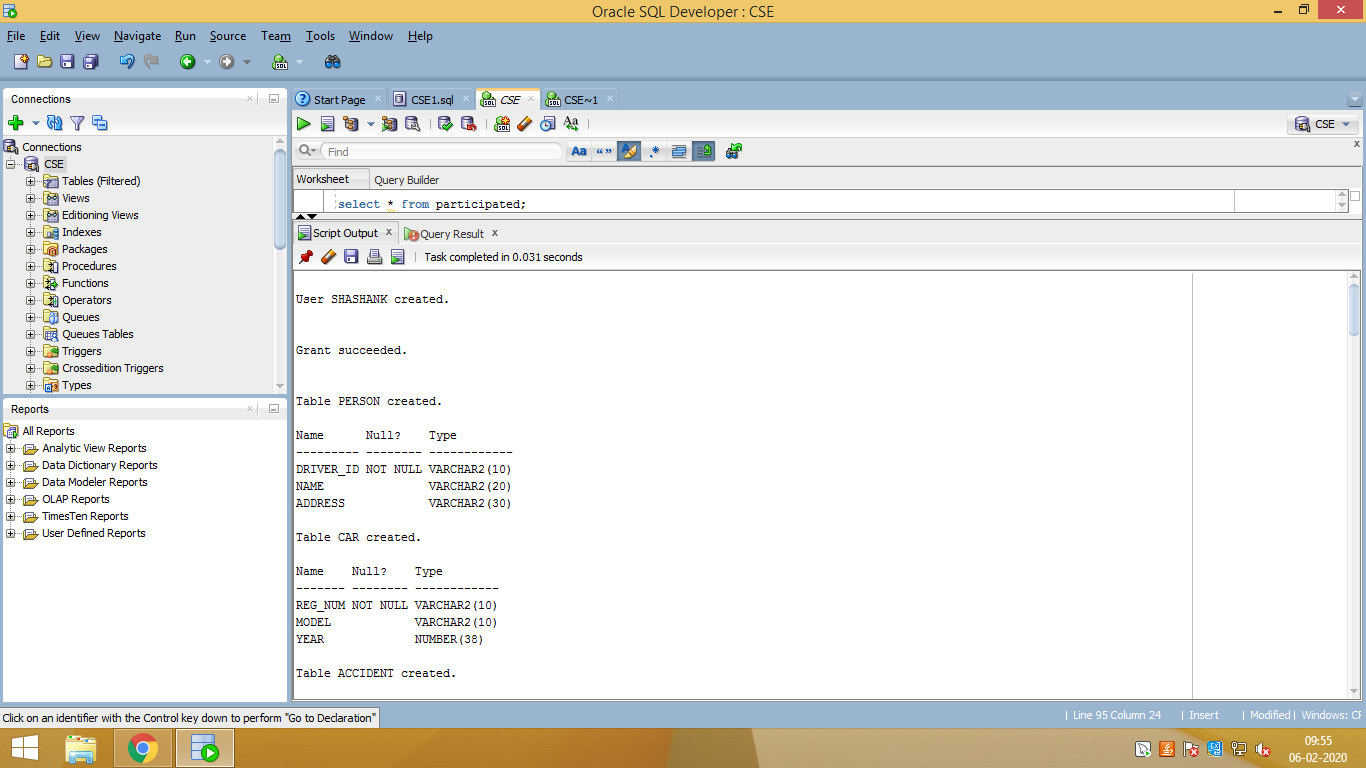 Oracle SQL Developer : CSE
File Edit View Navigate Run Source Team Tools Window Help
Connections
Connections
CSE
Tables (Filtered)
Views
Editioning Views
Indexes
Packages
Procedures
Functions
Operators
Queues
Queues Tables
Triggers
Crossedition Triggers
Types
Reports
All Reports
Analytic View Reports
Data Dictionary Reports
Data Modeler Reports
OLAP Reports
TimesTen Reports
User Defined Reports
Start Page CSE1.sql CSE CSE~1
CSE
Find
Worksheet Query Builder
select * from participated;
Script Output Query Result
Task completed in 0.031 seconds
User SHASHANK created.
Grant succeeded.
Table PERSON created.
Name Null? Type
--------- -------- ------------
DRIVER_ID NOT NULL VARCHAR2(10)
NAME VARCHAR2(20)
ADDRESS VARCHAR2(30)
Table CAR created.
Name Null? Type
------- -------- ------------
REG_NUM NOT NULL VARCHAR2(10)
MODEL VARCHAR2(10)
YEAR NUMBER(38)
Table ACCIDENT created.
Click on an identifier with the Control key down to perform "Go to Declaration"
Line 95 Column 24 | Insert | Modified | Windows: CF
09:55
06-02-2020